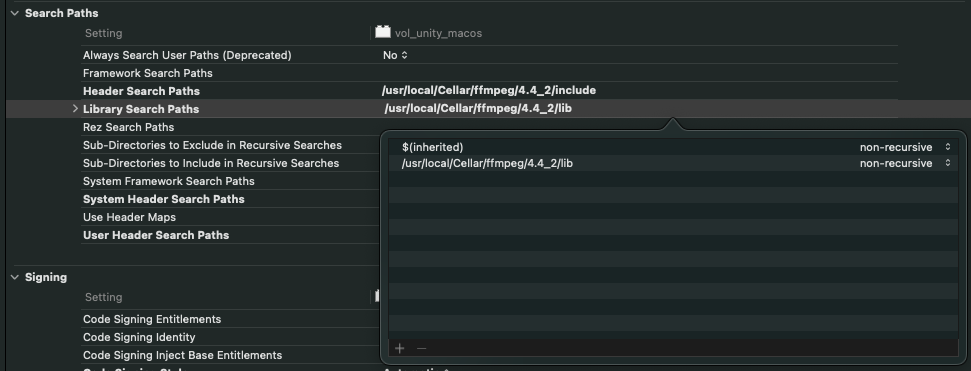 Search Paths
Setting vol_unity_macos
Always Search User Paths (Deprecated) No
Framework Search Paths
Header Search Paths /usr/local/Cellar/ffmpeg/4.4_2/include
Library Search Paths /usr/local/Cellar/ffmpeg/4.4_2/lib
Rez Search Paths
Sub-Directories to Exclude in Recursive Searches $(inherited) non-recursive
Sub-Directories to Include in Recursive Searches /usr/local/Cellar/ffmpeg/4.4_2/lib non-recursive
System Framework Search Paths
System Header Search Paths
Use Header Maps
User Header Search Paths
Signing
Setting
Code Signing Entitlements
Code Signing Identity
Code Signing Inject Base Entitlements
+ −